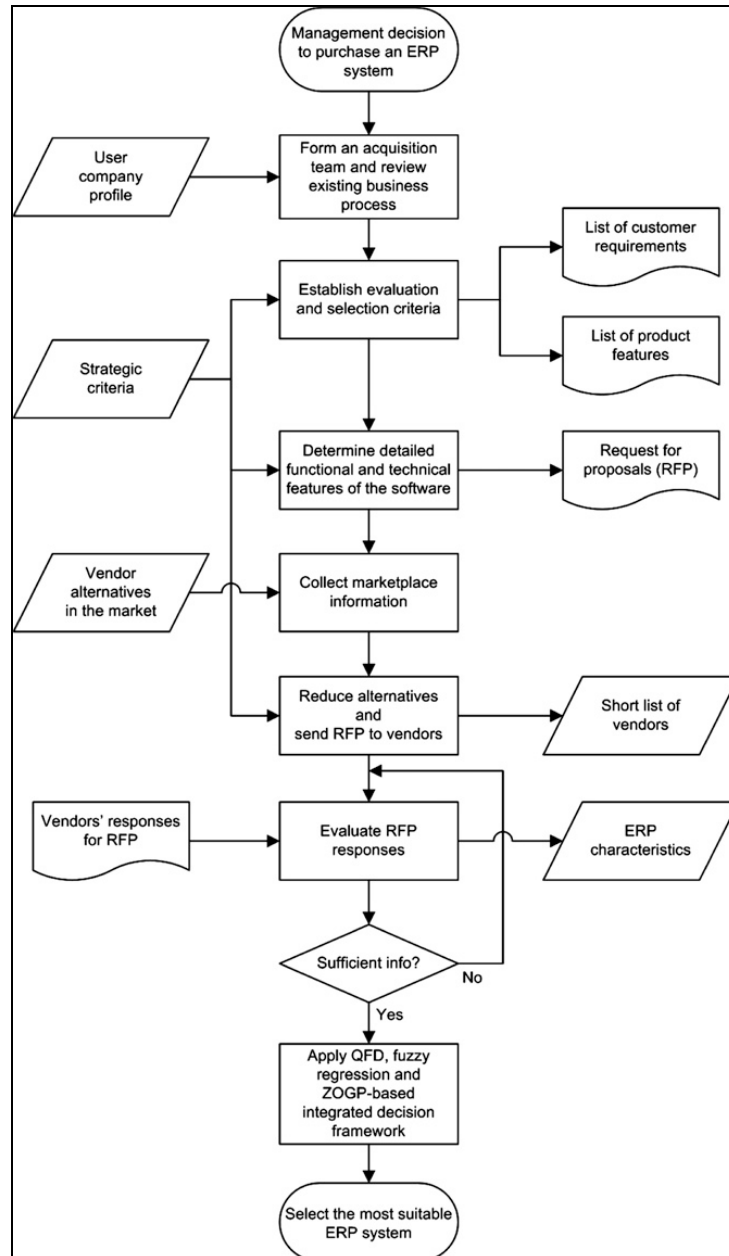 Management decision
to purchase an ERP
system
User
company
profile
Form an acquisition
team and review
existing business
process
List of customer
requirements
Establish evaluation
and selection criteria
List of product
features
Strategic
criteria
Determine detailed
functional and technical
features of the software
Request for
proposals (RFP)
Vendor
alternatives
in the market
Collect marketplace
information
Reduce alternatives
and
send RFP to vendors
Short list of
vendors
Vendors’ responses
for RFP
Evaluate RFP
responses
ERP
characteristics
Sufficient info?
No
Yes
Apply QFD, fuzzy
regression and
ZOGP-based
integrated decision
framework
Select the most suitable
ERP system